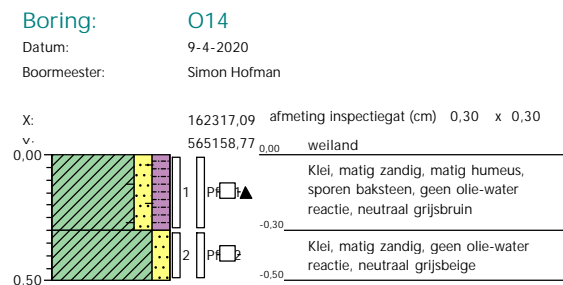 Boring: O14
Datum: 9-4-2020
Boormeester: Simon Hofman
X: 162317,09 afmeting inspectiegat (cm) 0,30 x 0,30
565158,77 0,00 weiland
0,00
Klei, matig zandig, matig humeus,
sporen baksteen, geen olie-water
reactie, neutraal grijsbruin
1
-0,30
Klei, matig zandig, geen olie-water
reactie, neutraal grijsbeige
2
-0,50
0,50